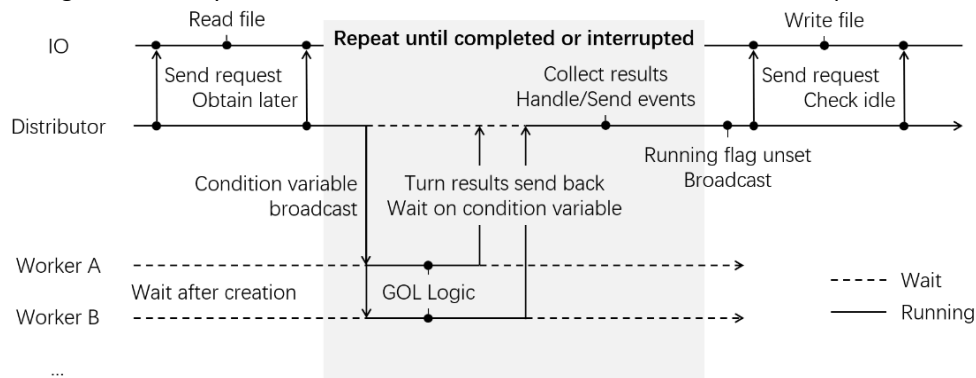 Read file
Write file
IO
Repeat until completed or interrupted
Send request
Obtain later
Collect results
Handle/Send events
Send request
Check idle
Distributor
Running flag unset
Broadcast
Condition variable
broadcast
Turn results send back
Wait on condition variable
Worker A
Wait after creation
GOL Logic
Wait
Worker B
Running
...